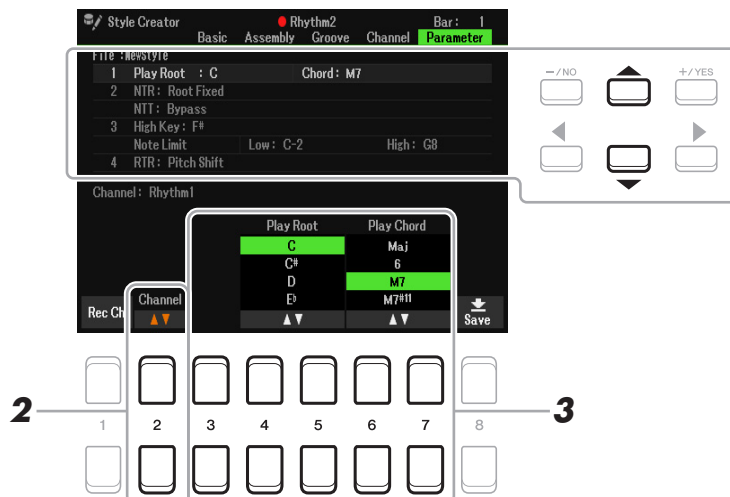 Style Creator Rhythm2 Bar: 1
Basic Assembly Groove Channel Parameter
File :NewStyle
1 Play Root : C Chord: M7
2 NTR: Root Fixed
NTT: Bypass
3 High Key: F#
Note Limit Low: C-2 High: G8
4 RTR: Pitch Shift
Channel: Rhythm1
Play Root Play Chord
C Maj
C# 6
D M7
E♭ M7#11
Rec Ch Channel Save
–/NO +/YES
2 3
1 2 3 4 5 6 7 8